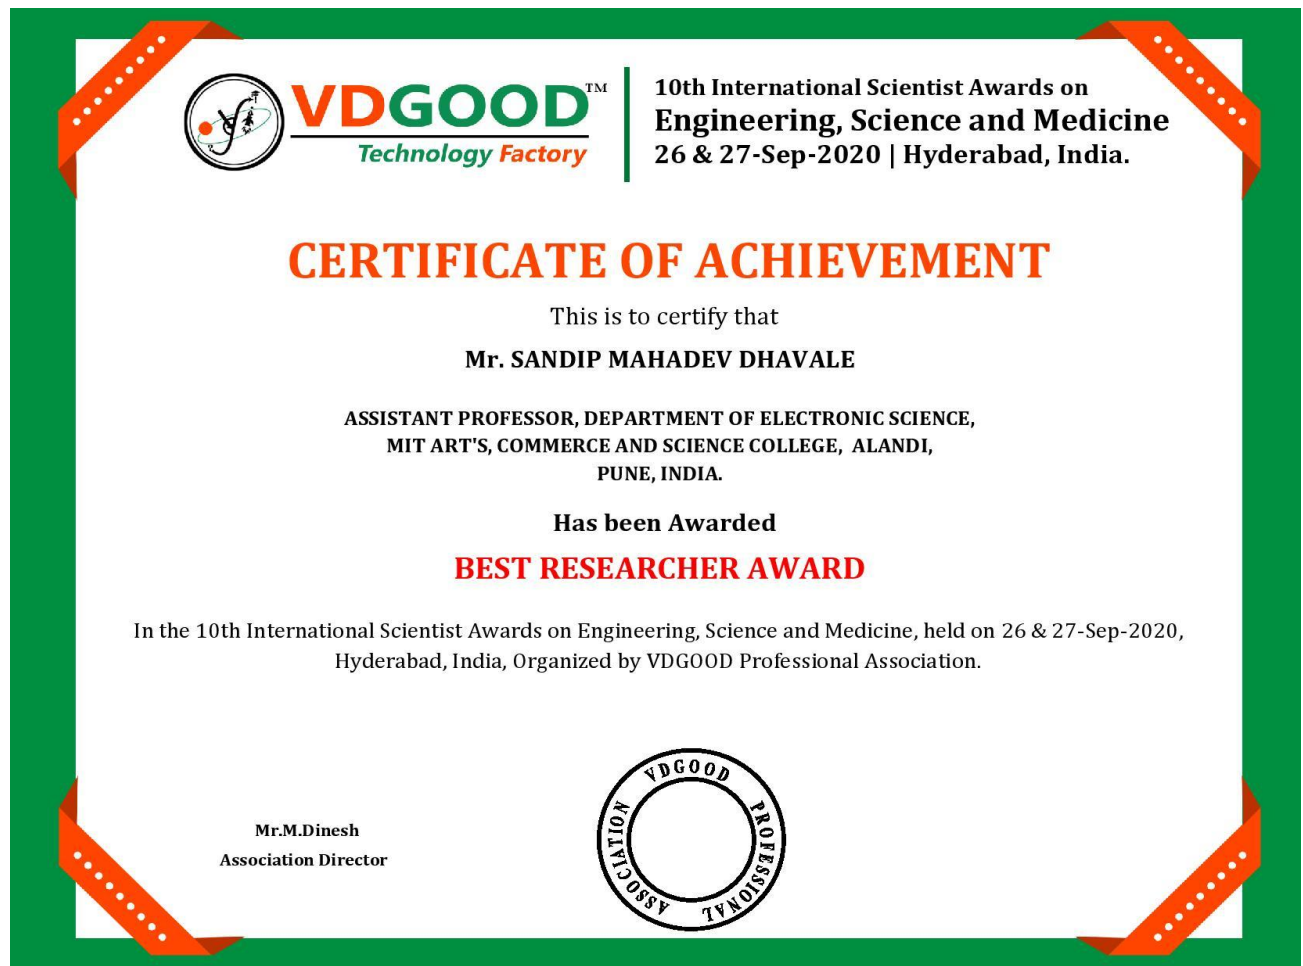 VDGOOD™
Technology Factory
10th International Scientist Awards on
Engineering, Science and Medicine
26 & 27-Sep-2020 | Hyderabad, India.
CERTIFICATE OF ACHIEVEMENT
This is to certify that
Mr. SANDIP MAHADEV DHAVALE
ASSISTANT PROFESSOR, DEPARTMENT OF ELECTRONIC SCIENCE,
MIT ART'S, COMMERCE AND SCIENCE COLLEGE, ALANDI,
PUNE, INDIA.
Has been Awarded
BEST RESEARCHER AWARD
In the 10th International Scientist Awards on Engineering, Science and Medicine, held on 26 & 27-Sep-2020,
Hyderabad, India, Organized by VDGOOD Professional Association.
Mr.M.Dinesh
Association Director
VDGOOD PROFESSIONAL ASSOCIATION